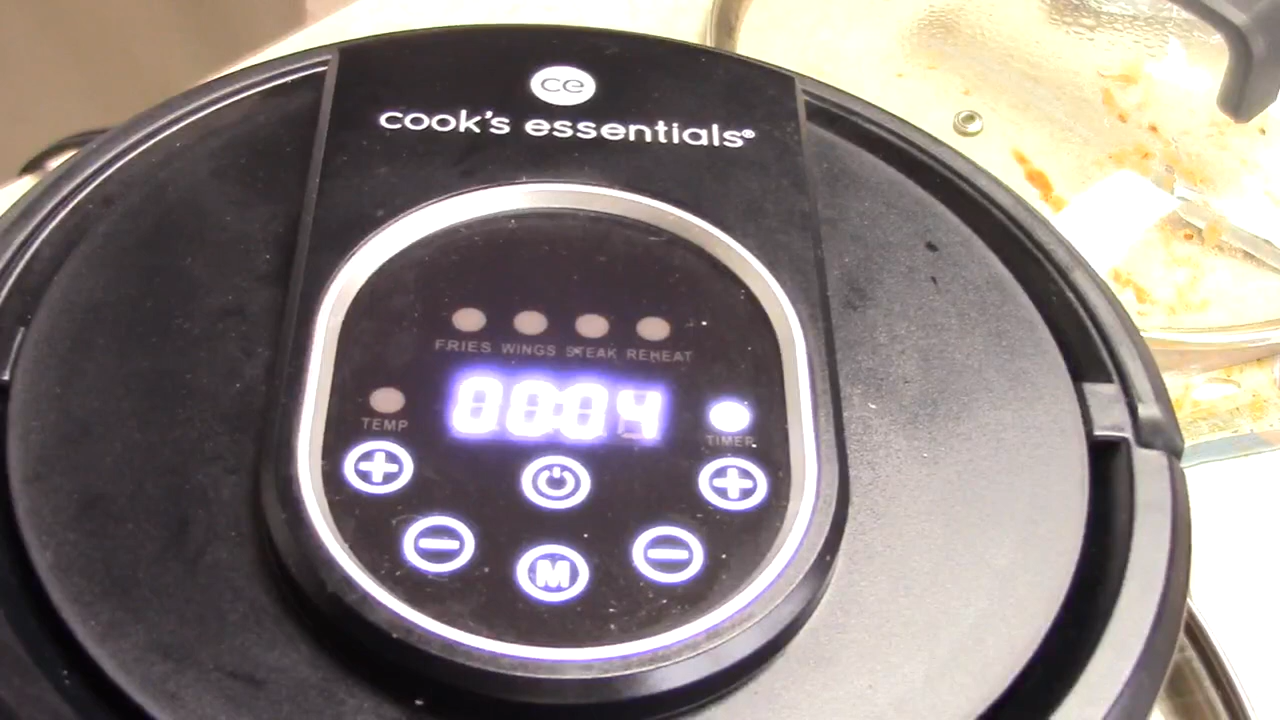 ce
cook's essentials®
FRIES WINGS STEAK REHEAT
00:04
TEMP
TIMER
M